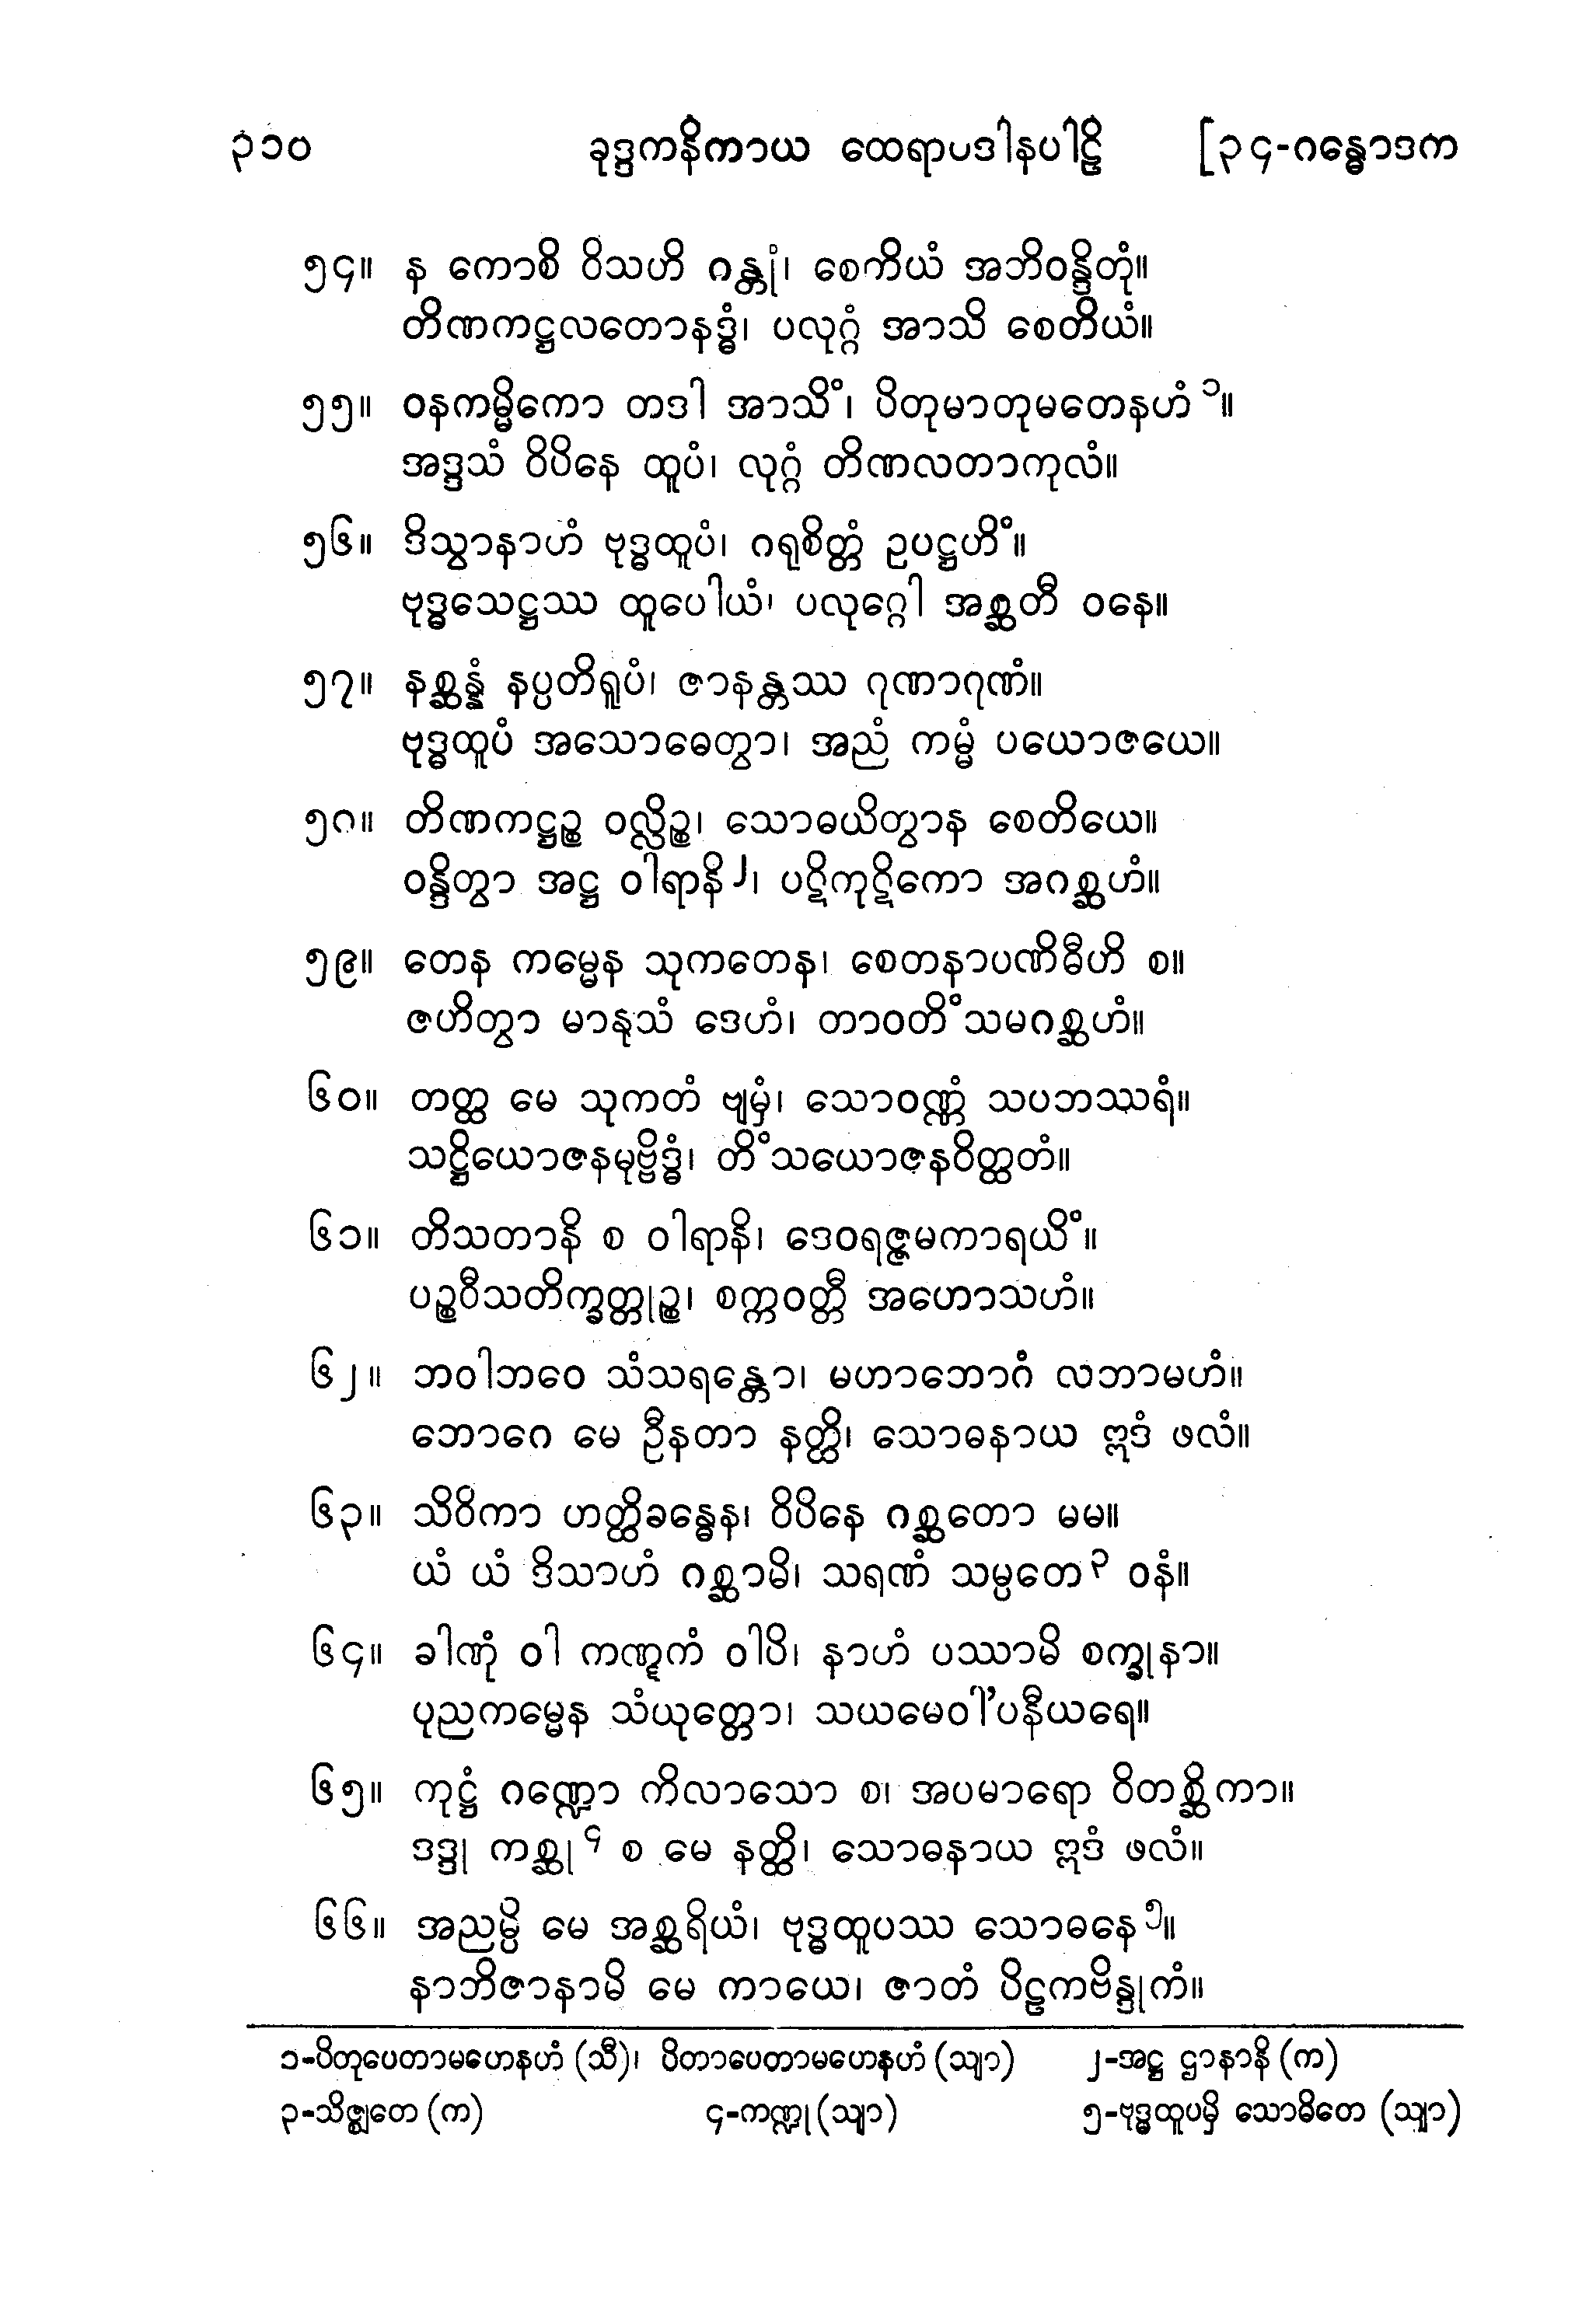 ၃၁၀ ခုဒ္ဒကနိကာယ ထေရာပဒါနပါဠိ [၃၄-ဂန္ဓောဒက
၅၄။ န ကောစိ ဝိသဟိ ဂန္တုံ၊ စေကိယံ အဘိဝန္ဒိတုံ။
တိဏကဋ္ဌလတောနဒ္ဓံ၊ ပလုဂ္ဂံ အာသိ စေတိယံ။
၅၅။ ဝနကမ္မိကော တဒါ အာသိံ၊ ပိတုမာတုမတေနဟံ ၁။
အဒ္ဒသံ ဝိပိနေ ထူပံ၊ လုဂ္ဂံ တိဏလတာကုလံ။
၅၆။ ဒိသွာနာဟံ ဗုဒ္ဓထူပံ၊ ဂရုစိတ္တံ ဥပဋ္ဌဟိံ။
ဗုဒ္ဓသေဋ္ဌဿ ထူပေါယံ၊ ပလုဂ္ဂေါ အစ္ဆတိ ဝနေ။
၅၇။ နစ္ဆန္နံ နပ္ပတိရူပံ၊ ဇာနန္တဿ ဂုဏာဂုဏံ။
ဗုဒ္ဓထူပံ အသောဓေတွာ၊ အညံ ကမ္မံ ပယောဇယေ။
၅၈။ တိဏကဋ္ဌဉ္စ ဝလ္လိဉ္စ၊ သောဓယိတွာန စေတိယေ။
ဝန္ဒိတွာ အဋ္ဌ ဝါရာနိ ၂၊ ပဋိကုဋိကော အဂစ္ဆဟံ။
၅၉။ တေန ကမ္မေန သုကတေန၊ စေတနာပဏိဓီဟိ စ။
ဇဟိတွာ မာနုသံ ဒေဟံ၊ တာဝတိံသမဂစ္ဆဟံ။
၆၀။ တတ္ထ မေ သုကတံ ဗျမှံ၊ သောဝဏ္ဏံ သပဘဿရံ။
သဋ္ဌိယောဇနမုဗ္ဗိဒ္ဓံ၊ တိံသယောဇနဝိတ္ထတံ။
၆၁။ တိသတာနိ စ ဝါရာနိ၊ ဒေဝရဇ္ဇမကာရယိံ။
ပဉ္စဝီသတိက္ခတ္တုဉ္စ၊ စက္ကဝတ္တီ အဟောသဟံ။
၆၂။ ဘဝါဘဝေ သံသရန္တော၊ မဟာဘောဂံ လဘာမဟံ။
ဘောဂေ မေ ဦနတာ နတ္ထိ၊ သောဓနာယ ဣဒံ ဖလံ။
၆၃။ သိဝိကာ ဟတ္ထိခန္ဓေန၊ ဝိပိနေ ဂစ္ဆတော မမ။
ယံ ယံ ဒိသာဟံ ဂစ္ဆာမိ၊ သရဏံ သမ္ပတေ ၃ ဝနံ။
၆၄။ ခါဏုံ ဝါ ကဏ္ဋကံ ဝါပိ၊ နာဟံ ပဿာမိ စက္ခုနာ။
ပုညကမ္မေန သံယုတ္တော၊ သယမေဝါ’ပနီယရေ။
၆၅။ ကုဋ္ဌံ ဂဏ္ဍော ကိလာသော စ၊ အပမာရော ဝိတစ္ဆိကာ။
ဒဒ္ဒု ကစ္ဆု ၄ စ မေ နတ္ထိ၊ သောဓနာယ ဣဒံ ဖလံ။
၆၆။ အညမ္ပိ မေ အစ္ဆရိယံ၊ ဗုဒ္ဓထူပဿ သောဓနေ ၅။
နာဘိဇာနာမိ မေ ကာယေ၊ ဇာတံ ပိဠကဗိန္ဒုကံ။
၁-ပိတုပေတာမဟေနဟံ (သီ)၊ ပိတာပေတာမဟေနဟံ (သျာ) ၂-အဋ္ဌ ဌာနာနိ (က)
၃-သိဇ္ဈတေ (က) ၄-ကဏ္ဍု (သျာ) ၅-ဗုဒ္ဓထူပမှိ သောဓိတေ (သျာ)